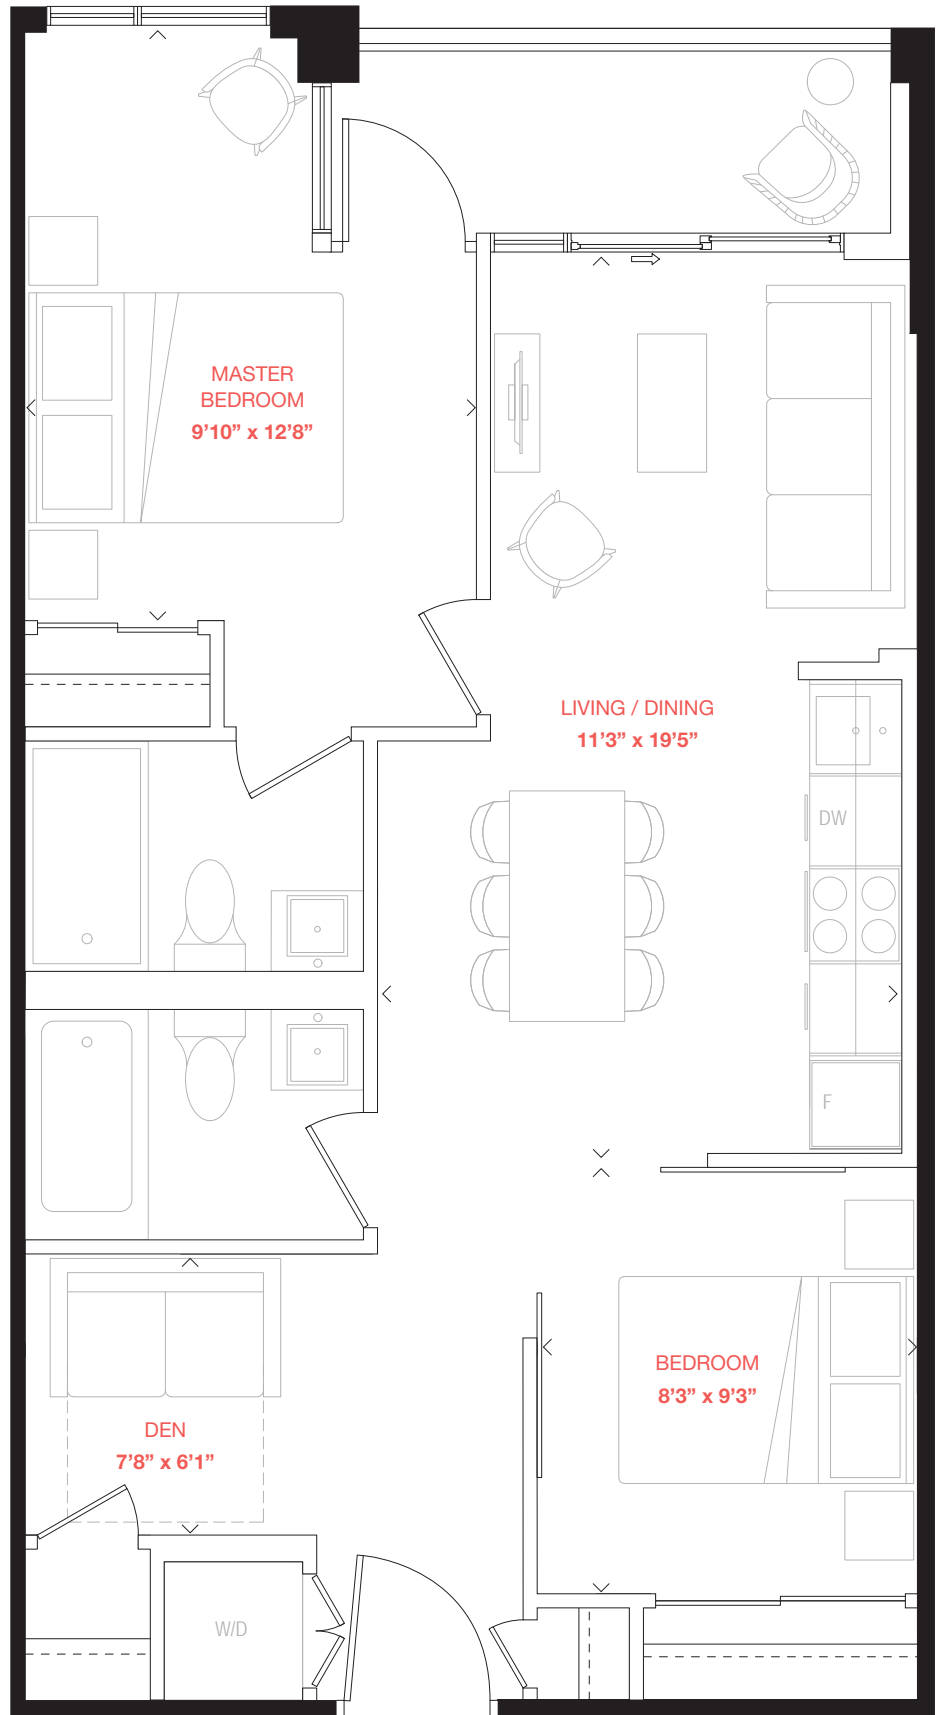 MASTER
BEDROOM
9’10” x 12’8”
LIVING / DINING
11’3” x 19’5”
DW
F
BEDROOM
8’3” x 9’3”
DEN
7’8” x 6’1”
W/D